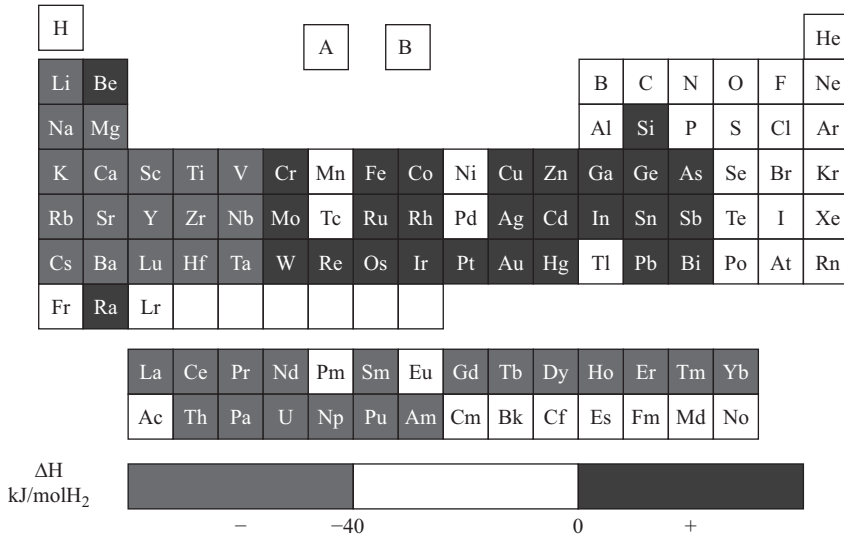 H A B He
Li Be B C N O F Ne
Na Mg Al Si P S Cl Ar
K Ca Sc Ti V Cr Mn Fe Co Ni Cu Zn Ga Ge As Se Br Kr
Rb Sr Y Zr Nb Mo Tc Ru Rh Pd Ag Cd In Sn Sb Te I Xe
Cs Ba Lu Hf Ta W Re Os Ir Pt Au Hg Tl Pb Bi Po At Rn
Fr Ra Lr
La Ce Pr Nd Pm Sm Eu Gd Tb Dy Ho Er Tm Yb
Ac Th Pa U Np Pu Am Cm Bk Cf Es Fm Md No
ΔH
kJ/molH₂
− −40 0 +